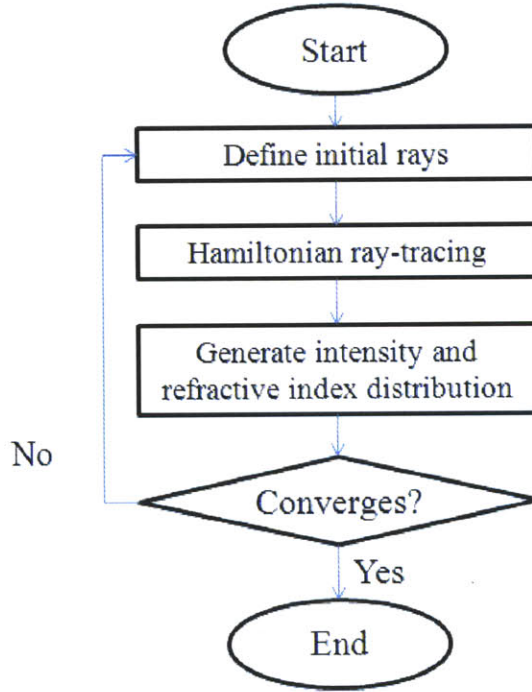 Start
Define initial rays
Hamiltonian ray-tracing
Generate intensity and
refractive index distribution
No
Converges?
Yes
End